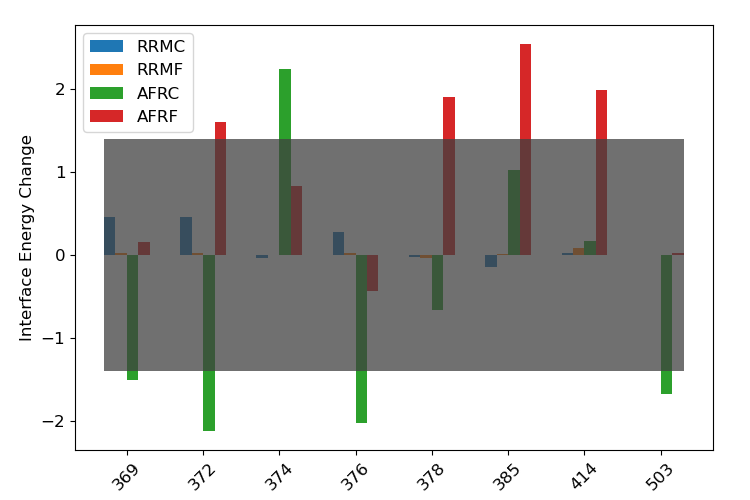 RRMC
RRMF
AFRC
AFRF
Interface Energy Change
2
1
0
−1
−2
369
372
374
376
378
385
414
503